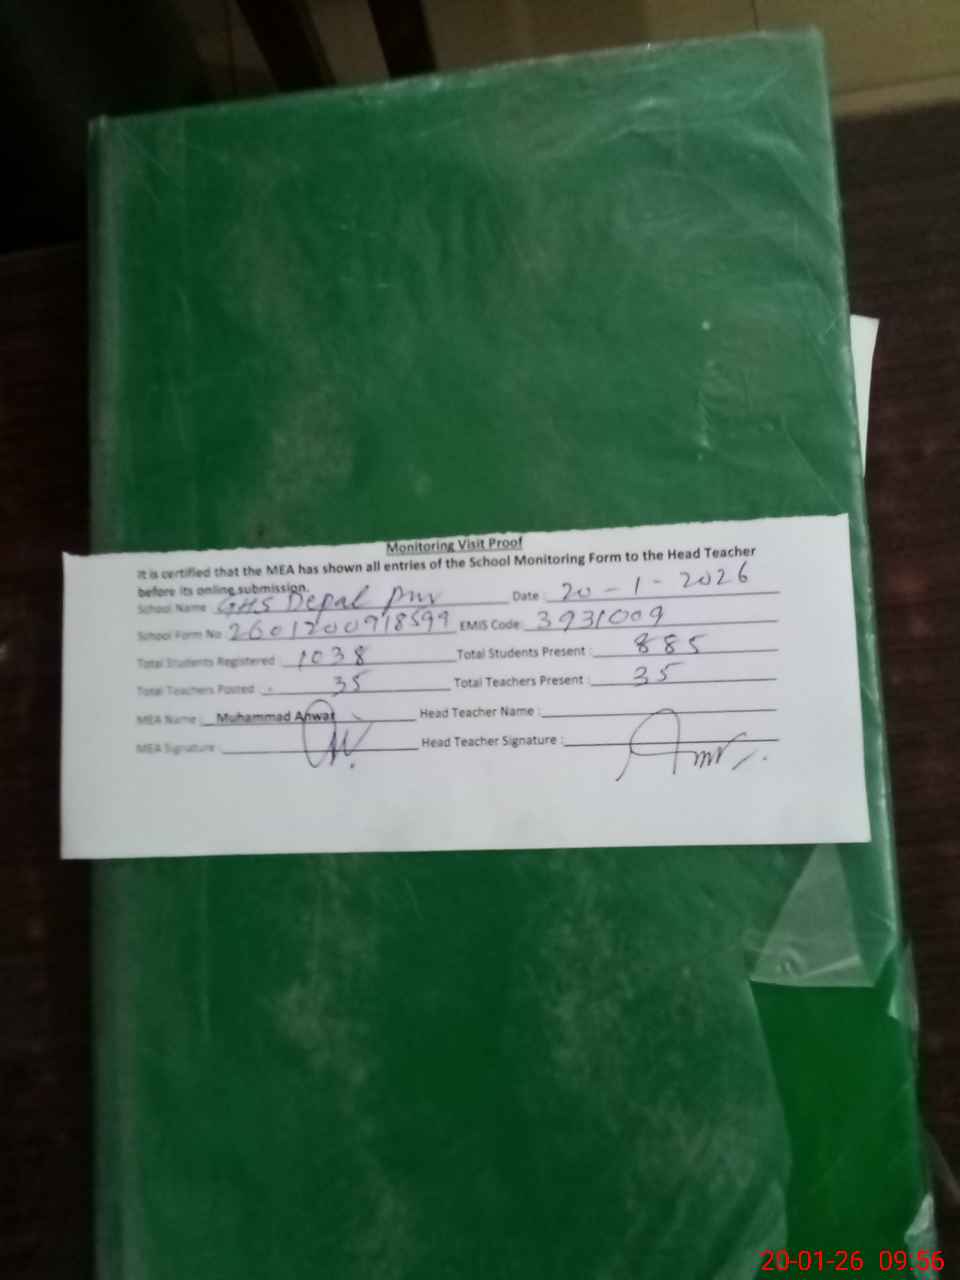 Monitoring Visit Proof
It is certified that the MEA has shown all entries of the School Monitoring Form to the Head Teacher
before its online submission.
School Name : GHS Depal pur Date : 20-1-2026
School Form No : 2601200918599 EMIS Code: 3931009
Total Students Registered : 1038 Total Students Present : 885
Total Teachers Posted : 35 Total Teachers Present : 35
MEA Name : Muhammad Anwar Head Teacher Name :
MEA Signature : Head Teacher Signature :
20-01-26 09:56